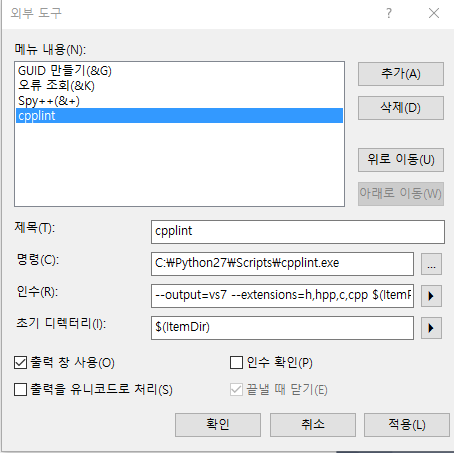 외부 도구
메뉴 내용(N):
GUID 만들기(&G)
오류 조회(&K)
Spy++(&+)
cpplint
추가(A)
삭제(D)
위로 이동(U)
아래로 이동(W)
제목(T):
cpplint
명령(C):
C:₩Python27₩Scripts₩cpplint.exe
...
인수(R):
--output=vs7 --extensions=h,hpp,c,cpp
초기 디렉터리(I):
$(ItemDir)
출력 창 사용(O)
인수 확인(P)
출력을 유니코드로 처리(S)
끝낼 때 닫기(E)
확인
취소
적용(L)